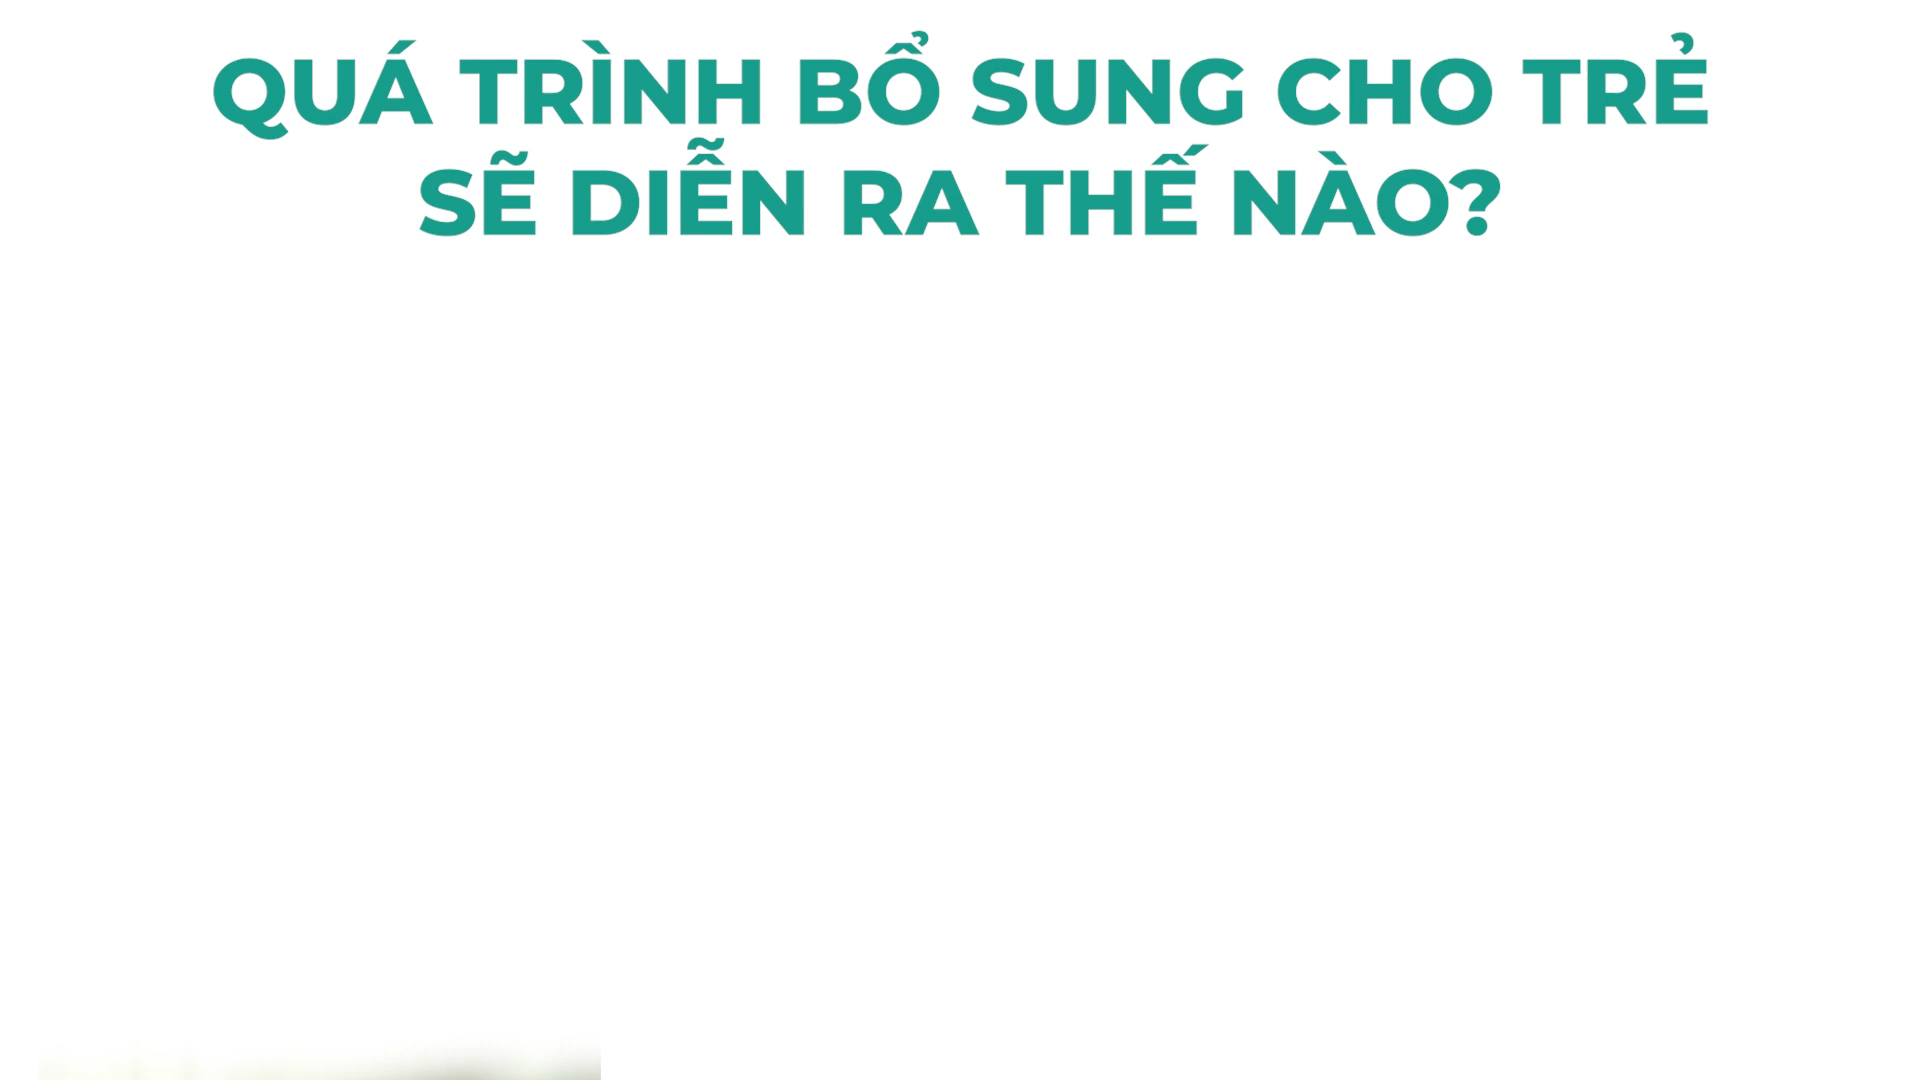 QUÁ TRÌNH BỔ SUNG CHO TRẺ
SẼ DIỄN RA THẾ NÀO?